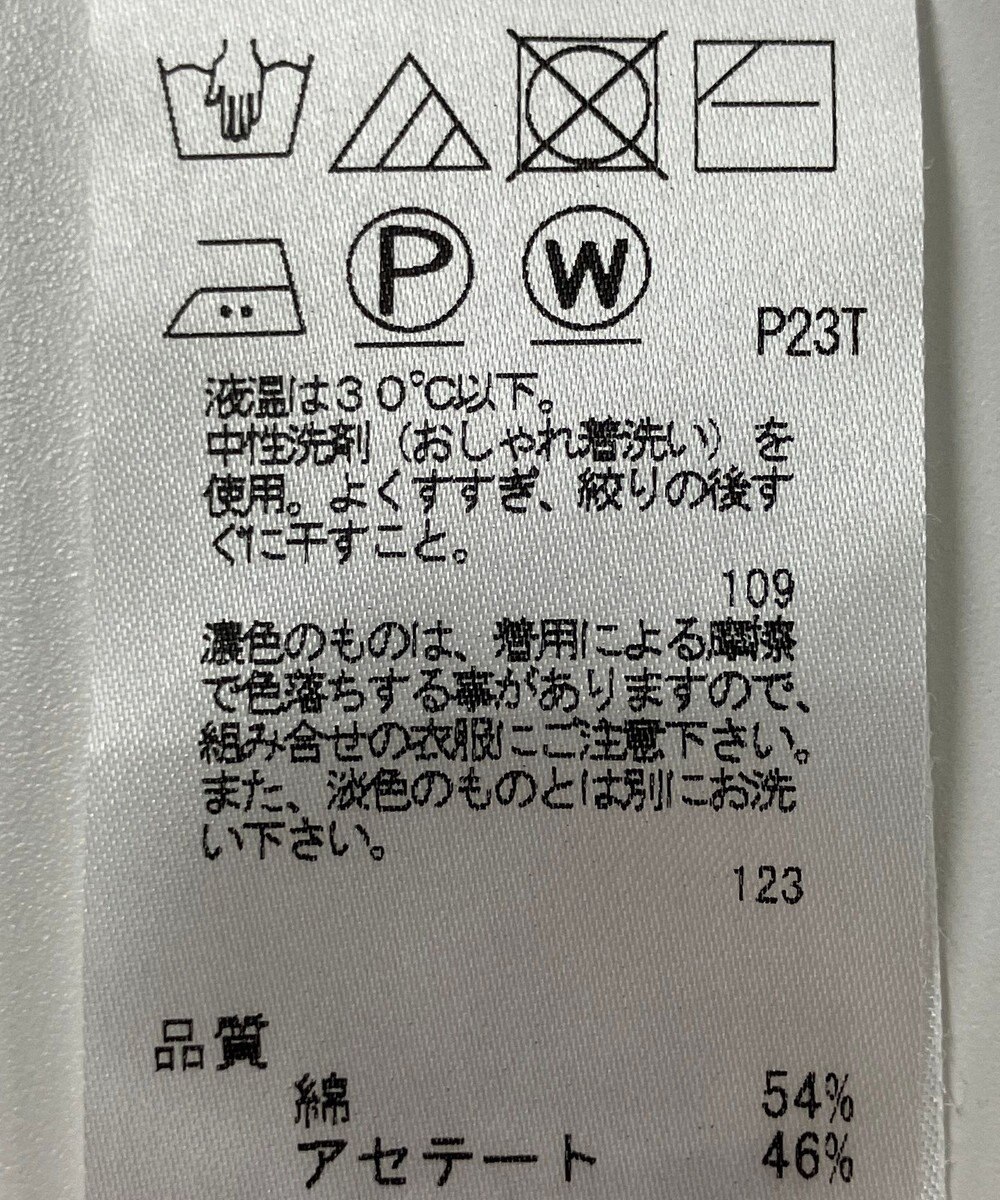 P
W
P23T
液温は30℃以下。
中性洗剤（おしゃれ着洗い）を
使用。よくすすぎ、絞りの後す
ぐに干すこと。
109
濃色のものは、着用による摩擦
で色落ちする事がありますので、
組み合せの衣服にご注意下さい。
また、淡色のものとは別にお洗
い下さい。
123
品質
綿 54%
アセテート 46%